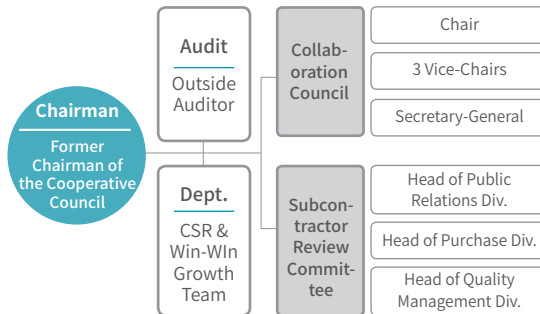 Chairman
Former
Chairman of
the Cooperative
Council
Audit
Outside
Auditor
Dept.
CSR &
Win-WIn
Growth
Team
Collab-
oration
Council
Chair
3 Vice-Chairs
Secretary-General
Subcon-
tractor
Review
Commit-
tee
Head of Public
Relations Div.
Head of Purchase Div.
Head of Quality
Management Div.